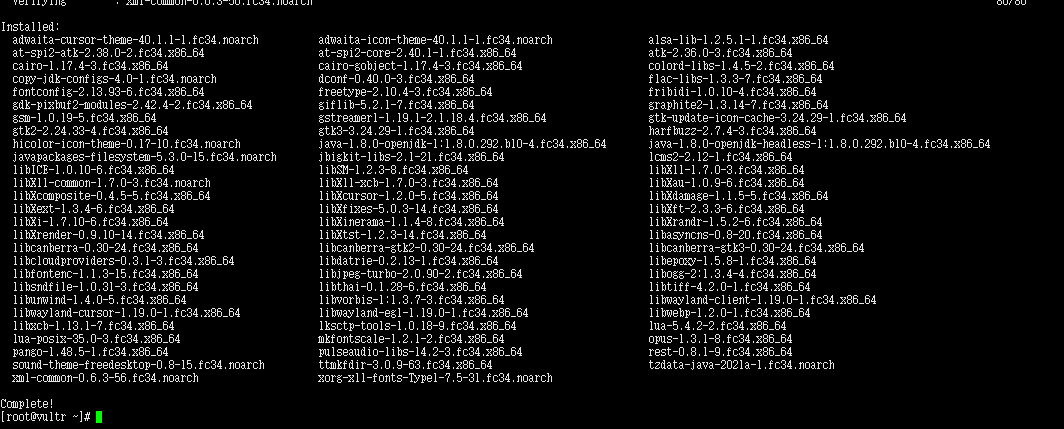 Verifying : xml-common-0.6.3-56.fc34.noarch 80/80
Installed:
adwaita-cursor-theme-40.1.1-1.fc34.noarch adwaita-icon-theme-40.1.1-1.fc34.noarch alsa-lib-1.2.5.1-1.fc34.x86_64
at-spi2-atk-2.38.0-2.fc34.x86_64 at-spi2-core-2.40.1-1.fc34.x86_64 atk-2.36.0-3.fc34.x86_64
cairo-1.17.4-3.fc34.x86_64 cairo-gobject-1.17.4-3.fc34.x86_64 colord-libs-1.4.5-2.fc34.x86_64
copy-jdk-configs-4.0-1.fc34.noarch dconf-0.40.0-3.fc34.x86_64 flac-libs-1.3.3-7.fc34.x86_64
fontconfig-2.13.93-6.fc34.x86_64 freetype-2.10.4-3.fc34.x86_64 fribidi-1.0.10-4.fc34.x86_64
gdk-pixbuf2-modules-2.42.4-2.fc34.x86_64 giflib-5.2.1-7.fc34.x86_64 graphite2-1.3.14-7.fc34.x86_64
gsm-1.0.19-5.fc34.x86_64 gstreamer1-1.19.1-2.1.18.4.fc34.x86_64 gtk-update-icon-cache-3.24.29-1.fc34.x86_64
gtk2-2.24.33-4.fc34.x86_64 gtk3-3.24.29-1.fc34.x86_64 harfbuzz-2.7.4-3.fc34.x86_64
hicolor-icon-theme-0.17-10.fc34.noarch java-1.8.0-openjdk-1:1.8.0.292.b10-4.fc34.x86_64 java-1.8.0-openjdk-headless-1:1.8.0.292.b10-4.fc34.x86_64
javapackages-filesystem-5.3.0-15.fc34.noarch jbigkit-libs-2.1-21.fc34.x86_64 lcms2-2.12-1.fc34.x86_64
libICE-1.0.10-6.fc34.x86_64 libSM-1.2.3-8.fc34.x86_64 libX11-1.7.0-3.fc34.x86_64
libX11-common-1.7.0-3.fc34.noarch libX11-xcb-1.7.0-3.fc34.x86_64 libXau-1.0.9-6.fc34.x86_64
libXcomposite-0.4.5-5.fc34.x86_64 libXcursor-1.2.0-5.fc34.x86_64 libXdamage-1.1.5-5.fc34.x86_64
libXext-1.3.4-6.fc34.x86_64 libXfixes-5.0.3-14.fc34.x86_64 libXft-2.3.3-6.fc34.x86_64
libXi-1.7.10-6.fc34.x86_64 libXinerama-1.1.4-8.fc34.x86_64 libXrandr-1.5.2-6.fc34.x86_64
libXrender-0.9.10-14.fc34.x86_64 libXtst-1.2.3-14.fc34.x86_64 libasyncns-0.8-20.fc34.x86_64
libcanberra-0.30-24.fc34.x86_64 libcanberra-gtk2-0.30-24.fc34.x86_64 libcanberra-gtk3-0.30-24.fc34.x86_64
libcloudproviders-0.3.1-3.fc34.x86_64 libdatrie-0.2.13-1.fc34.x86_64 libepoxy-1.5.8-1.fc34.x86_64
libfontenc-1.1.3-15.fc34.x86_64 libjpeg-turbo-2.0.90-2.fc34.x86_64 libogg-2:1.3.4-4.fc34.x86_64
libsndfile-1.0.31-3.fc34.x86_64 libthai-0.1.28-6.fc34.x86_64 libtiff-4.2.0-1.fc34.x86_64
libunwind-1.4.0-5.fc34.x86_64 libvorbis-1:1.3.7-3.fc34.x86_64 libwayland-client-1.19.0-1.fc34.x86_64
libwayland-cursor-1.19.0-1.fc34.x86_64 libwayland-egl-1.19.0-1.fc34.x86_64 libwebp-1.2.0-1.fc34.x86_64
libxcb-1.13.1-7.fc34.x86_64 lksctp-tools-1.0.18-9.fc34.x86_64 lua-5.4.2-2.fc34.x86_64
lua-posix-35.0-3.fc34.x86_64 mkfontscale-1.2.1-2.fc34.x86_64 opus-1.3.1-8.fc34.x86_64
pango-1.48.5-1.fc34.x86_64 pulseaudio-libs-14.2-3.fc34.x86_64 rest-0.8.1-9.fc34.x86_64
sound-theme-freedesktop-0.8-15.fc34.noarch ttmkfdir-3.0.9-63.fc34.x86_64 tzdata-java-2021a-1.fc34.noarch
xml-common-0.6.3-56.fc34.noarch xorg-x11-fonts-Type1-7.5-31.fc34.noarch
Complete!
[root@vultr ~]#